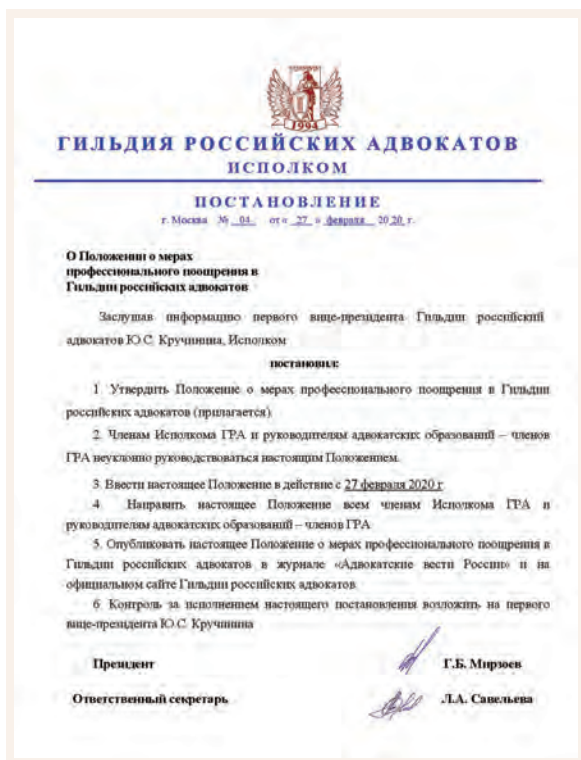 1994
ГИЛЬДИЯ РОССИЙСКИХ АДВОКАТОВ
ИСПОЛКОМ
ПОСТАНОВЛЕНИЕ
г. Москва № 04 от « 27 » февраля 2020 г.
О Положении о мерах
профессионального поощрения в
Гильдии российских адвокатов
Заслушав информацию первого вице-президента Гильдии российский
адвокатов Ю.С. Кручинина, Исполком
постановил:
1. Утвердить Положение о мерах профессионального поощрения в Гильдии
российских адвокатов (прилагается).
2. Членам Исполкома ГРА и руководителям адвокатских образований – членов
ГРА неуклонно руководствоваться настоящим Положением.
3. Ввести настоящее Положение в действие с 27 февраля 2020 г.
4. Направить настоящее Положение всем членам Исполкома ГРА и
руководителям адвокатских образований – членов ГРА
5. Опубликовать настоящее Положение о мерах профессионального поощрения в
Гильдии российских адвокатов в журнале «Адвокатские вести России» и на
официальном сайте Гильдии российских адвокатов.
6. Контроль за исполнением настоящего постановления возложить на первого
вице-президента Ю.С. Кручинина
Президент Г.Б. Мирзоев
Ответственный секретарь Л.А. Савельева